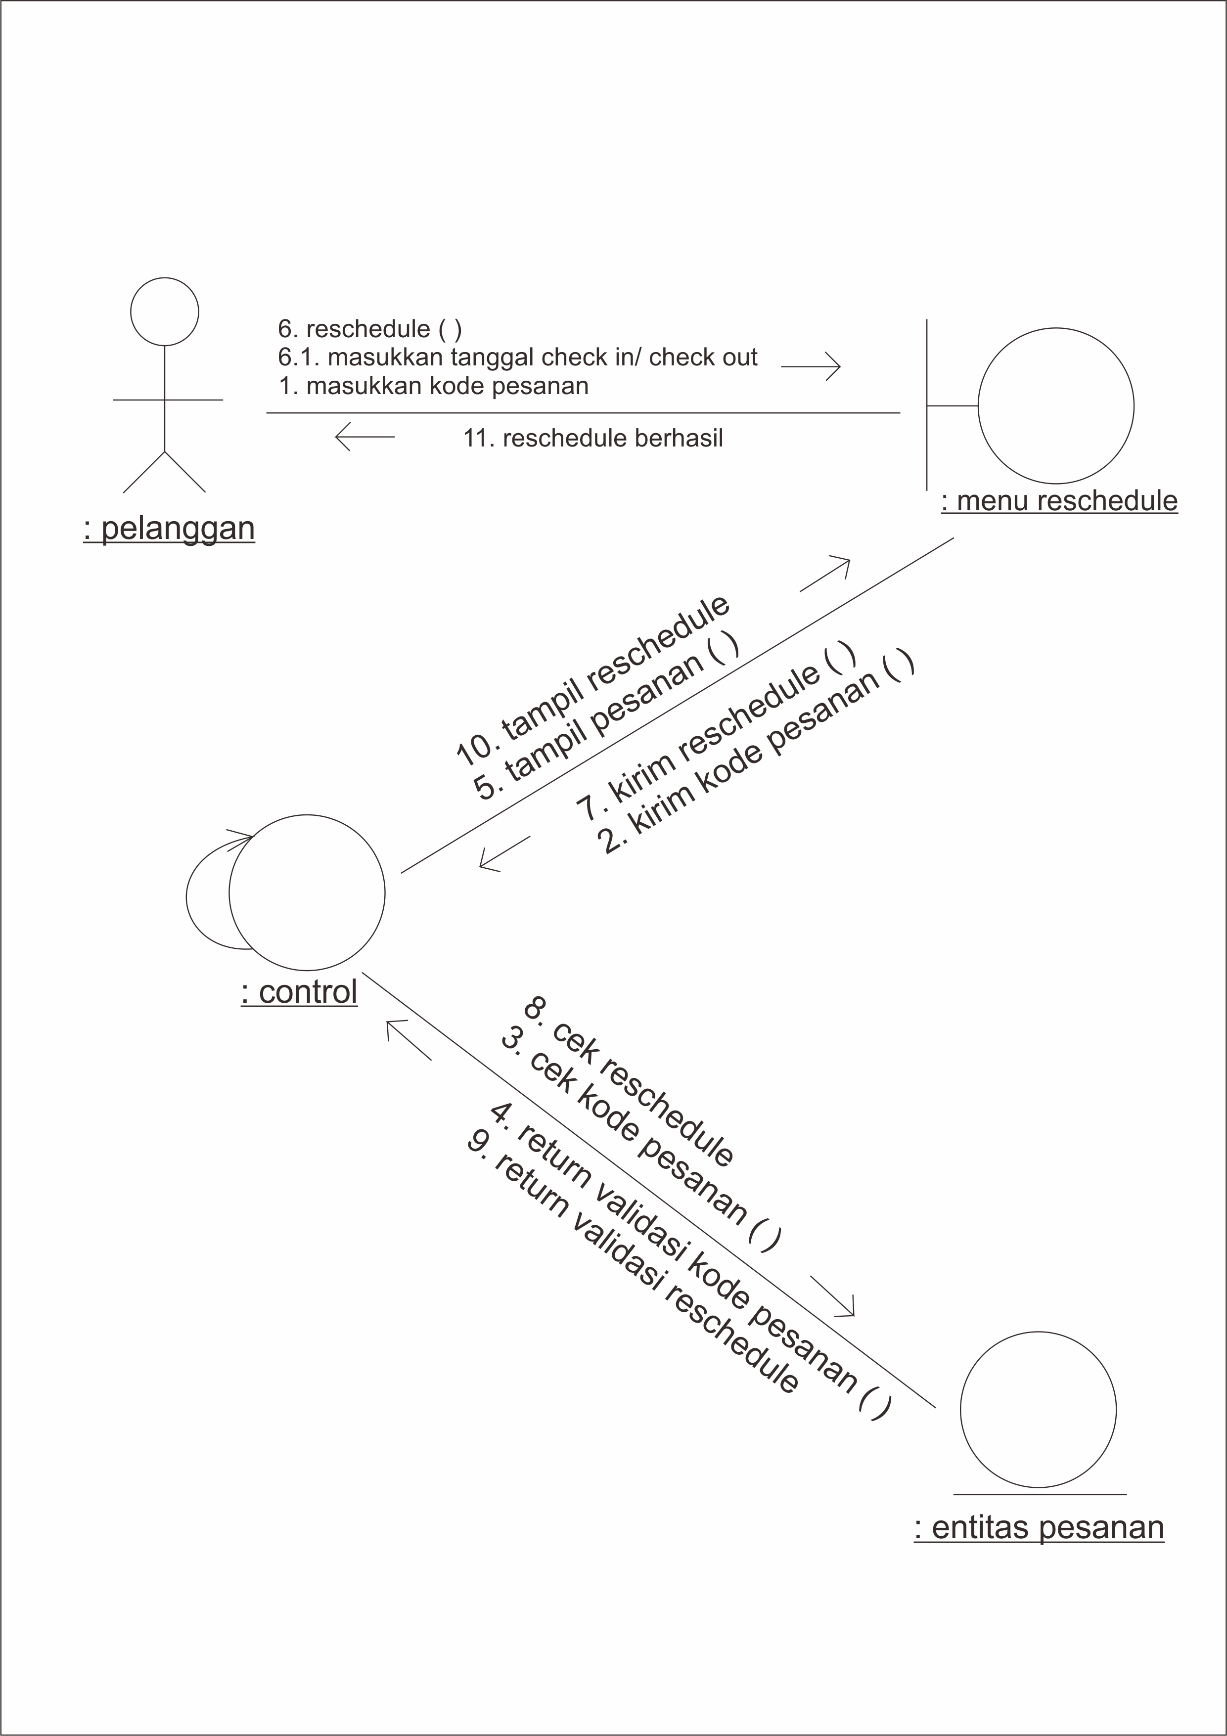 6. reschedule ( )
6.1. masukkan tanggal check in/ check out
1. masukkan kode pesanan
11. reschedule berhasil
: pelanggan
: menu reschedule
10. tampil reschedule
5. tampil pesanan ( )
7. kirim reschedule ( )
2. kirim kode pesanan ( )
: control
8. cek reschedule
3. cek kode pesanan ( )
4. return validasi kode pesanan ( )
9. return validasi reschedule
: entitas pesanan